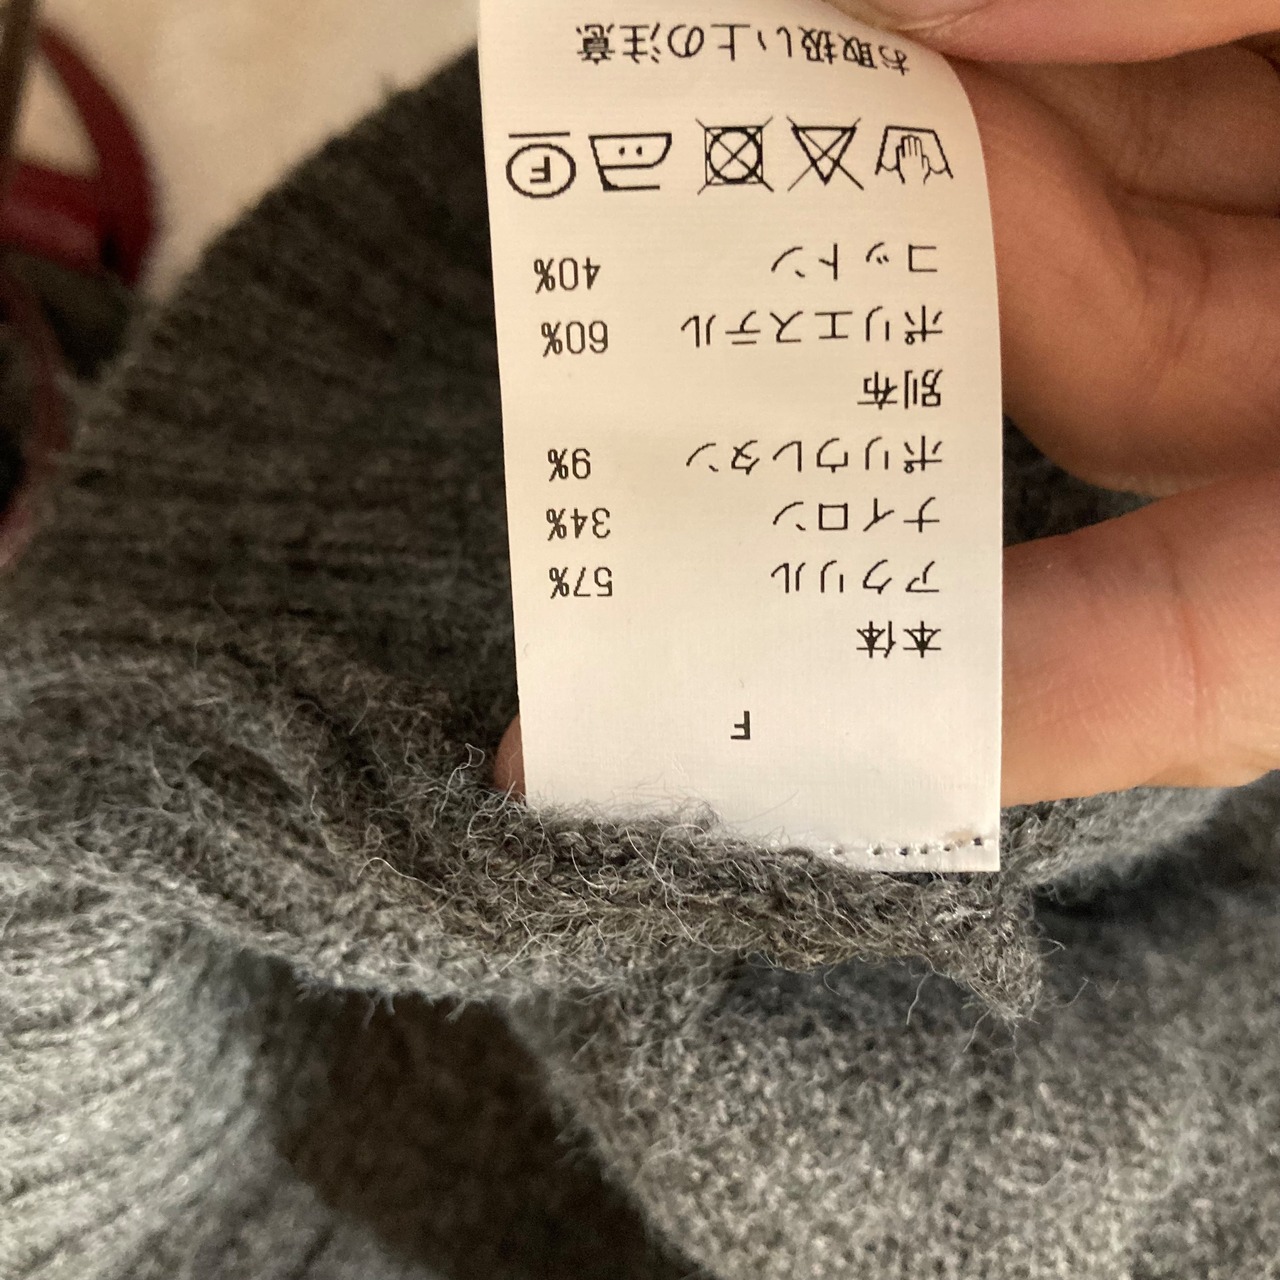 F
本体
アクリル 57%
ナイロン 34%
ポリウレタン 9%
別布
ポリエステル 60%
コットン 40%
F
お取扱い上の注意